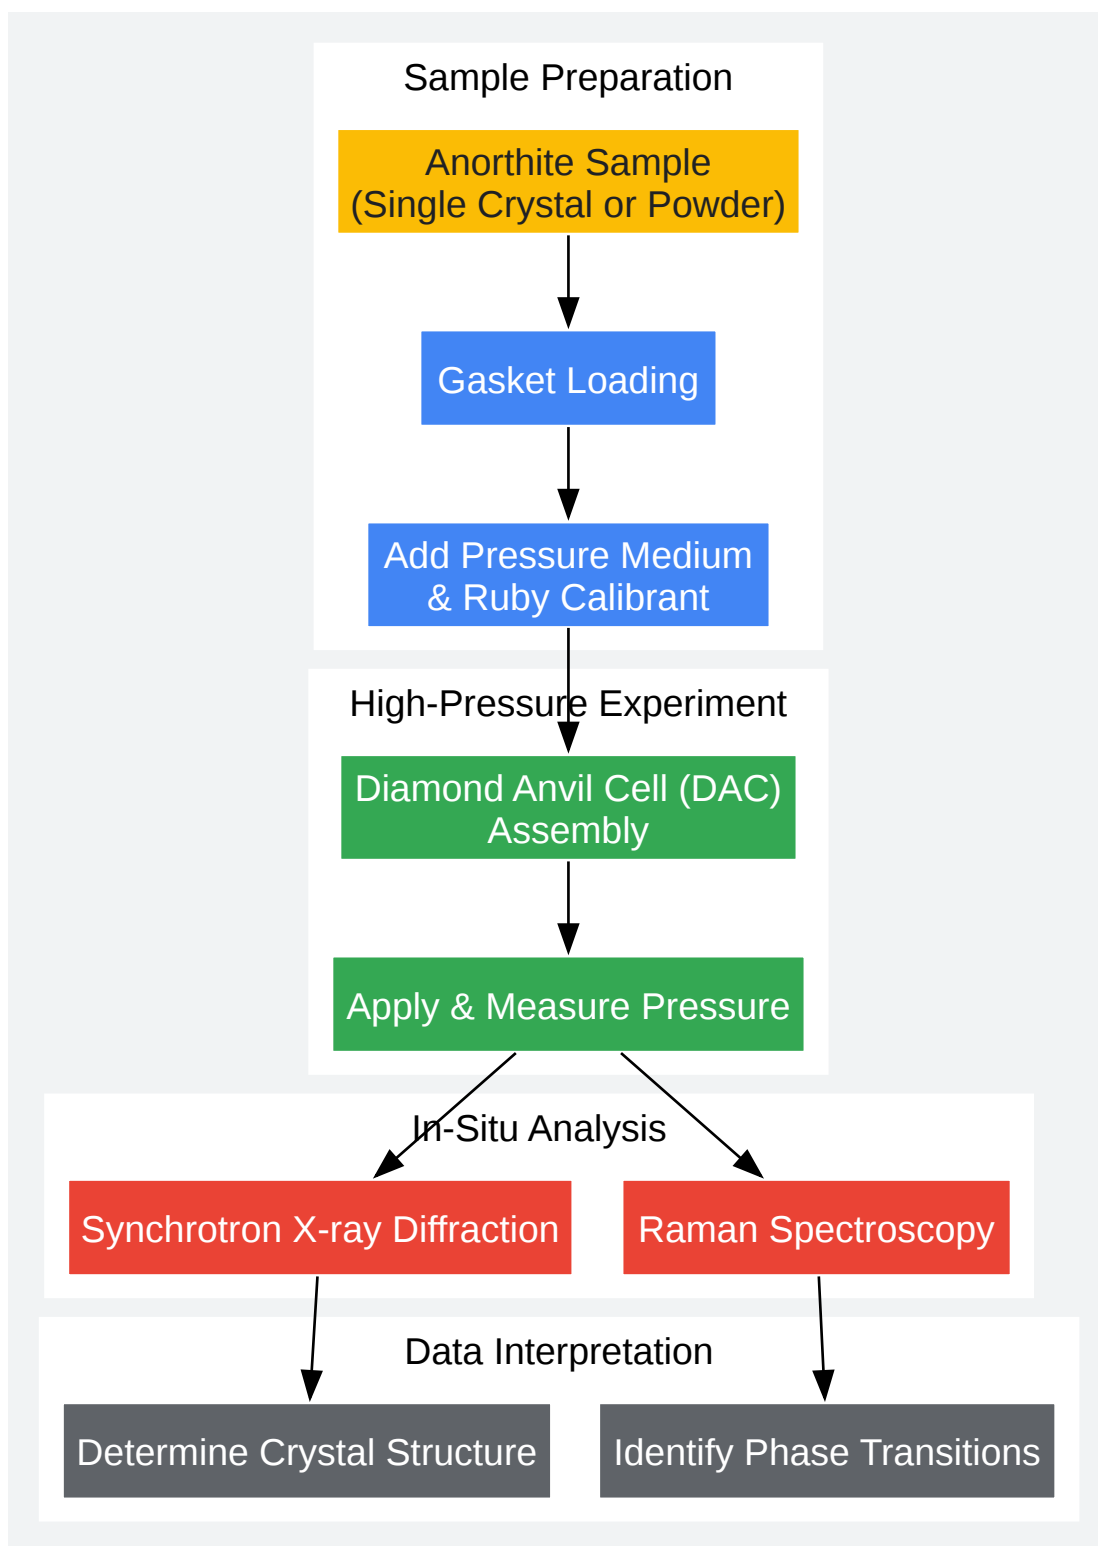 Sample Preparation
Anorthite Sample
(Single Crystal or Powder)
Gasket Loading
Add Pressure Medium
& Ruby Calibrant
High-Pressure Experiment
Diamond Anvil Cell (DAC)
Assembly
Apply & Measure Pressure
In-Situ Analysis
Synchrotron X-ray Diffraction
Raman Spectroscopy
Data Interpretation
Determine Crystal Structure
Identify Phase Transitions